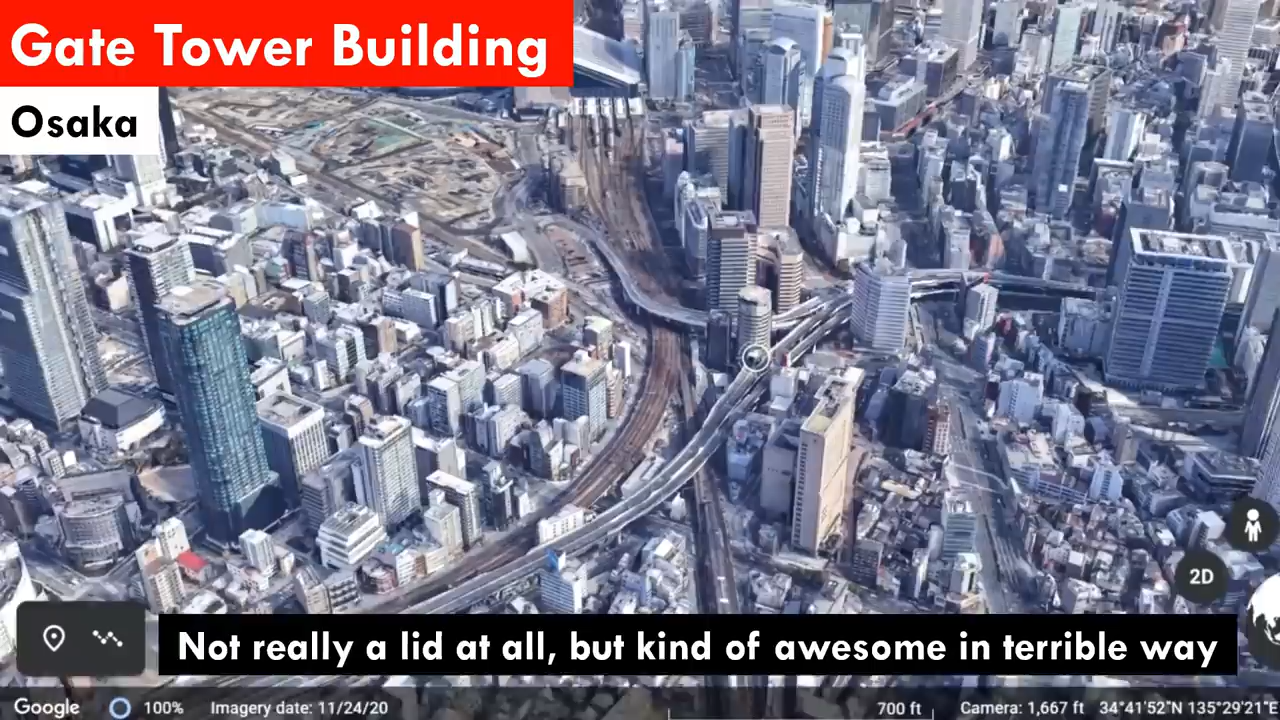 Gate Tower Building
Osaka
2D
Not really a lid at all, but kind of awesome in terrible way
Google
100%
Imagery date: 11/24/20
700 ft
Camera: 1,667 ft
34°41'52"N 135°29'21"E